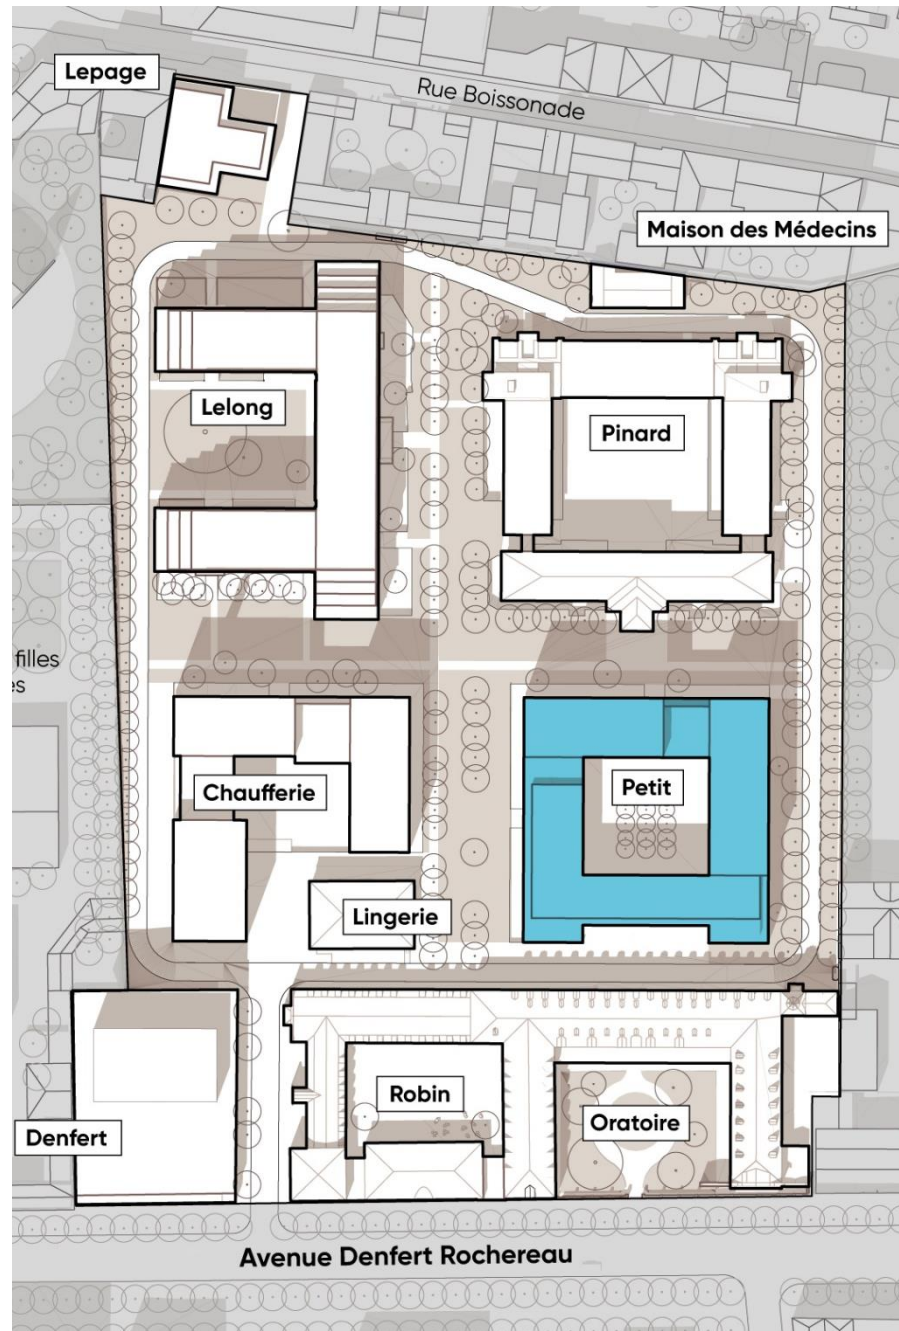 Lepage
Rue Boissonade
Maison des Médecins
Lelong
Pinard
filles
es
Chaufferie
Petit
Lingerie
Robin
Oratoire
Denfert
Avenue Denfert Rochereau